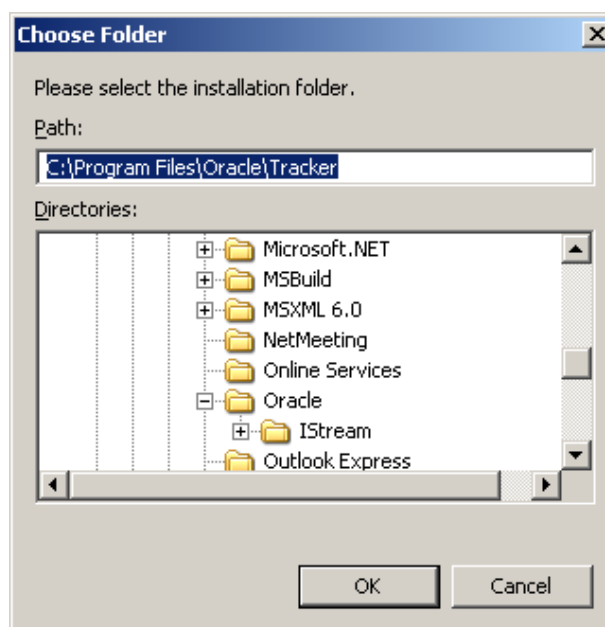 Choose Folder
Please select the installation folder.
Path:
C:\Program Files\Oracle\Tracker
Directories:
Microsoft.NET
MSBuild
MSXML 6.0
NetMeeting
Online Services
Oracle
IStream
Outlook Express
OK Cancel